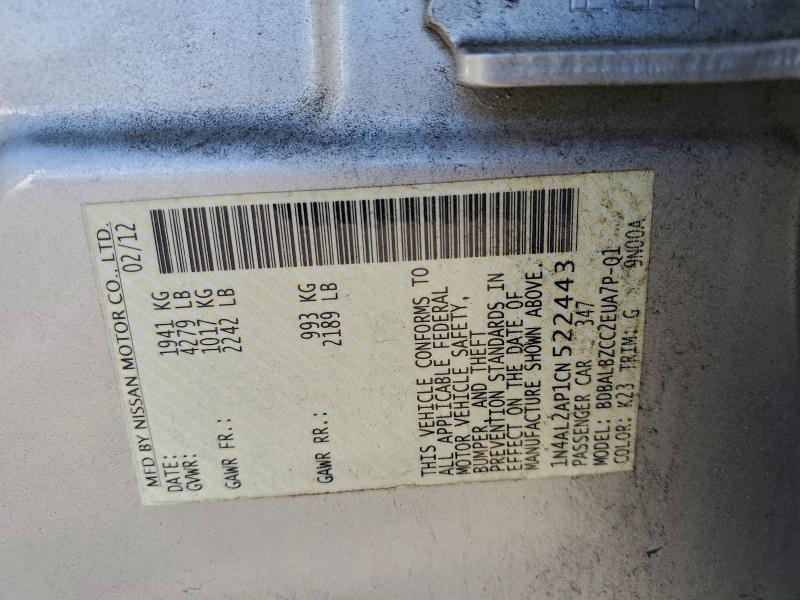 MFD BY NISSAN MOTOR CO., LTD.
DATE: 02/12
GVWR: 1941 KG
4279 LB
GAWR FR.: 1017 KG
2242 LB
GAWR RR.: 993 KG
2189 LB
THIS VEHICLE CONFORMS TO
ALL APPLICABLE FEDERAL
MOTOR VEHICLE SAFETY,
BUMPER, AND THEFT
PREVENTION STANDARDS IN
EFFECT ON THE DATE OF
MANUFACTURE SHOWN ABOVE.
1N4AL2AP1CN522443
PASSENGER CAR 347
MODEL: BDBALBZCC2EUA7P-Q1
COLOR: K23 TRIM: G 9N00A